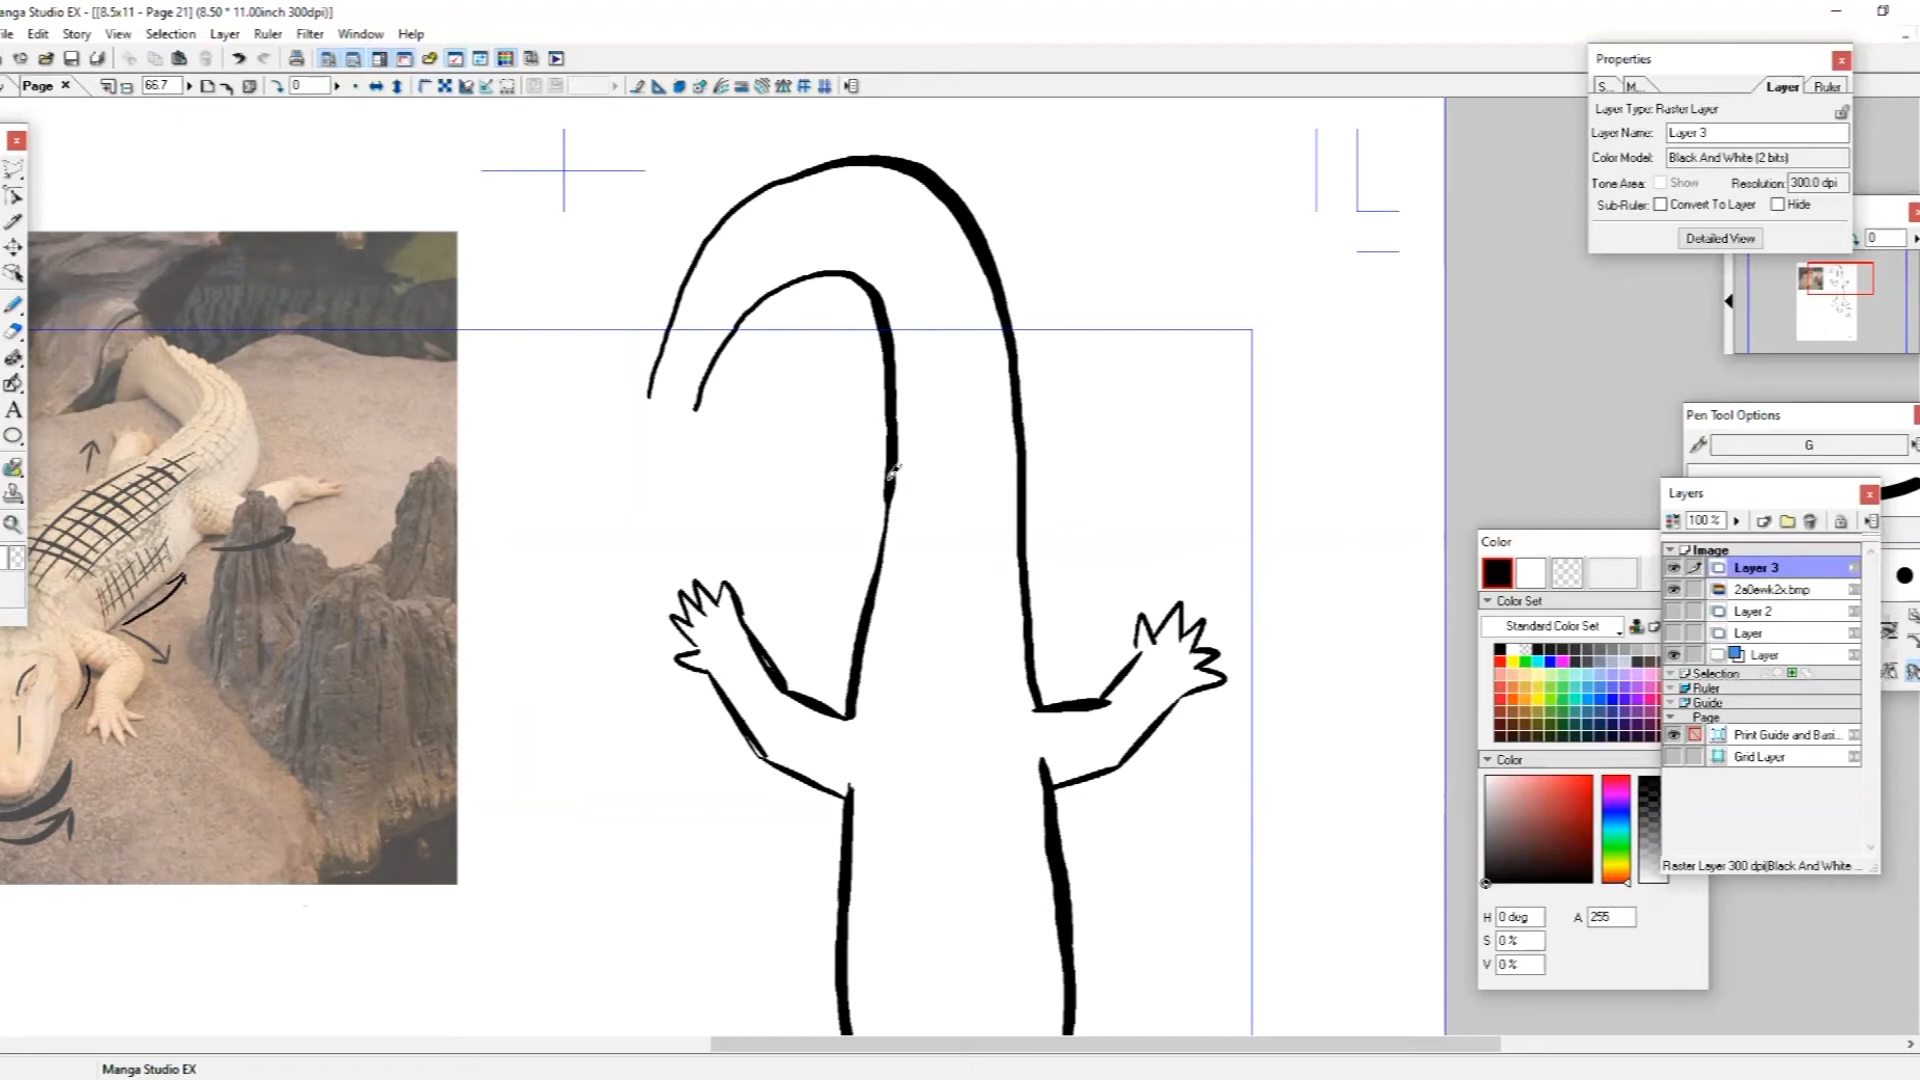 anga Studio EX - [[8.5x11 - Page 21] (8.50 * 11.00inch 300dpi)]
ile Edit Story View Selection Layer Ruler Filter Window Help
Page 66.7 0
Properties
S... M... Layer Ruler
Layer Type: Raster Layer
Layer Name: Layer 3
Color Model: Black And White (2 bits)
Tone Area: Show Resolution: 300.0 dpi
Sub-Ruler: Convert To Layer Hide
Detailed View
0
Pen Tool Options
G
Layers
100 %
Image
Layer 3
2a0ewk2x.bmp
Layer 2
Layer
Layer
Selection
Ruler
Guide
Page
Print Guide and Basi...
Grid Layer
Raster Layer 300 dpi(Black And White ...
Color
Color Set
Standard Color Set
Color
H 0 deg A 255
S 0 %
V 0 %
A
Manga Studio EX